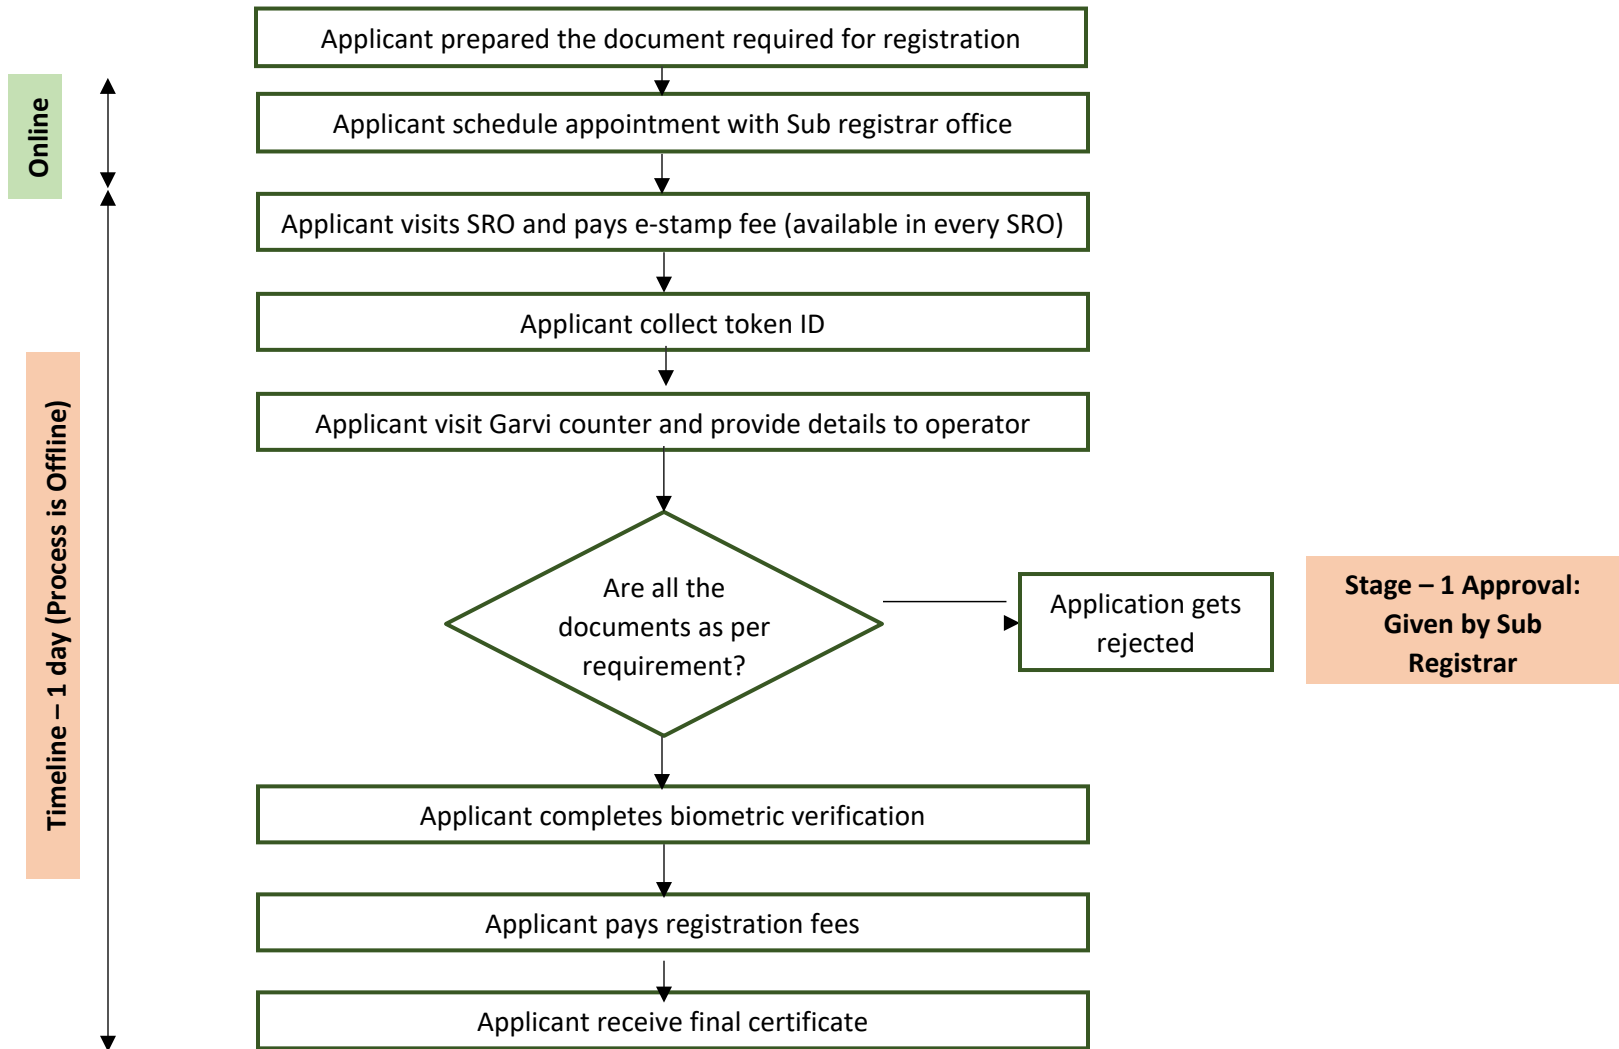 Applicant prepared the document required for registration
Online
Applicant schedule appointment with Sub registrar office
Applicant visits SRO and pays e-stamp fee (available in every SRO)
Applicant collect token ID
Timeline – 1 day (Process is Offline)
Applicant visit Garvi counter and provide details to operator
Are all the
documents as per
requirement?
Application gets
rejected
Stage – 1 Approval:
Given by Sub
Registrar
Applicant completes biometric verification
Applicant pays registration fees
Applicant receive final certificate